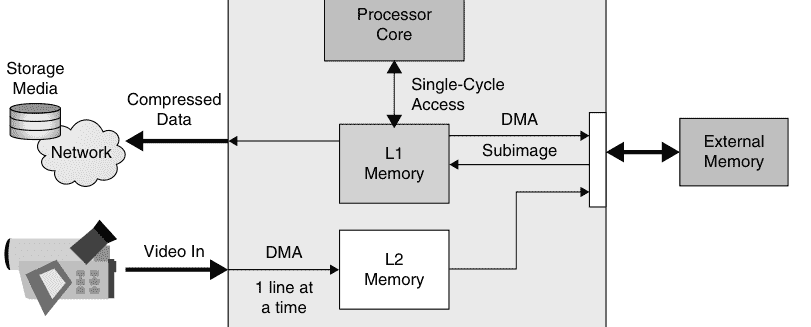 Processor
Core
Storage
Media
Single-Cycle
Access
Compressed
Data
DMA
Network
L1
Memory
Subimage
External
Memory
Video In
DMA
L2
Memory
1 line at
a time